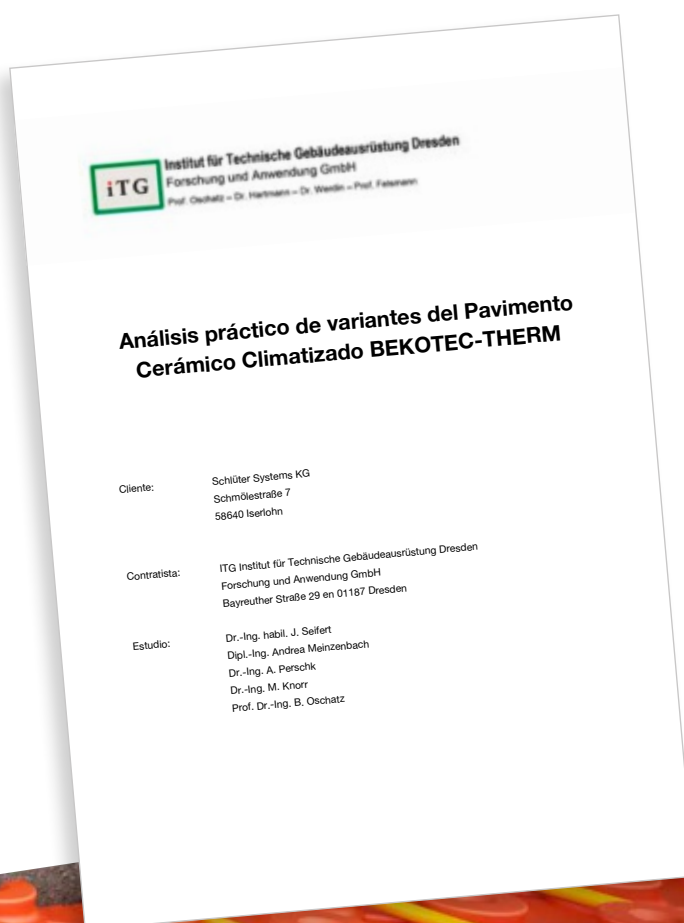 iTG
Institut für Technische Gebäudeausrüstung Dresden
Forschung und Anwendung GmbH
Prof. Oschatz – Dr. Hartmann – Dr. Werdin – Prof. Felsmann
Análisis práctico de variantes del Pavimento
Cerámico Climatizado BEKOTEC-THERM
Cliente: Schlüter Systems KG
Schmölestraße 7
58640 Iserlohn
Contratista: ITG Institut für Technische Gebäudeausrüstung Dresden
Forschung und Anwendung GmbH
Bayreuther Straße 29 en 01187 Dresden
Estudio: Dr.-Ing. habil. J. Seifert
Dipl.-Ing. Andrea Meinzenbach
Dr.-Ing. A. Perschk
Dr.-Ing. M. Knorr
Prof. Dr.-Ing. B. Oschatz